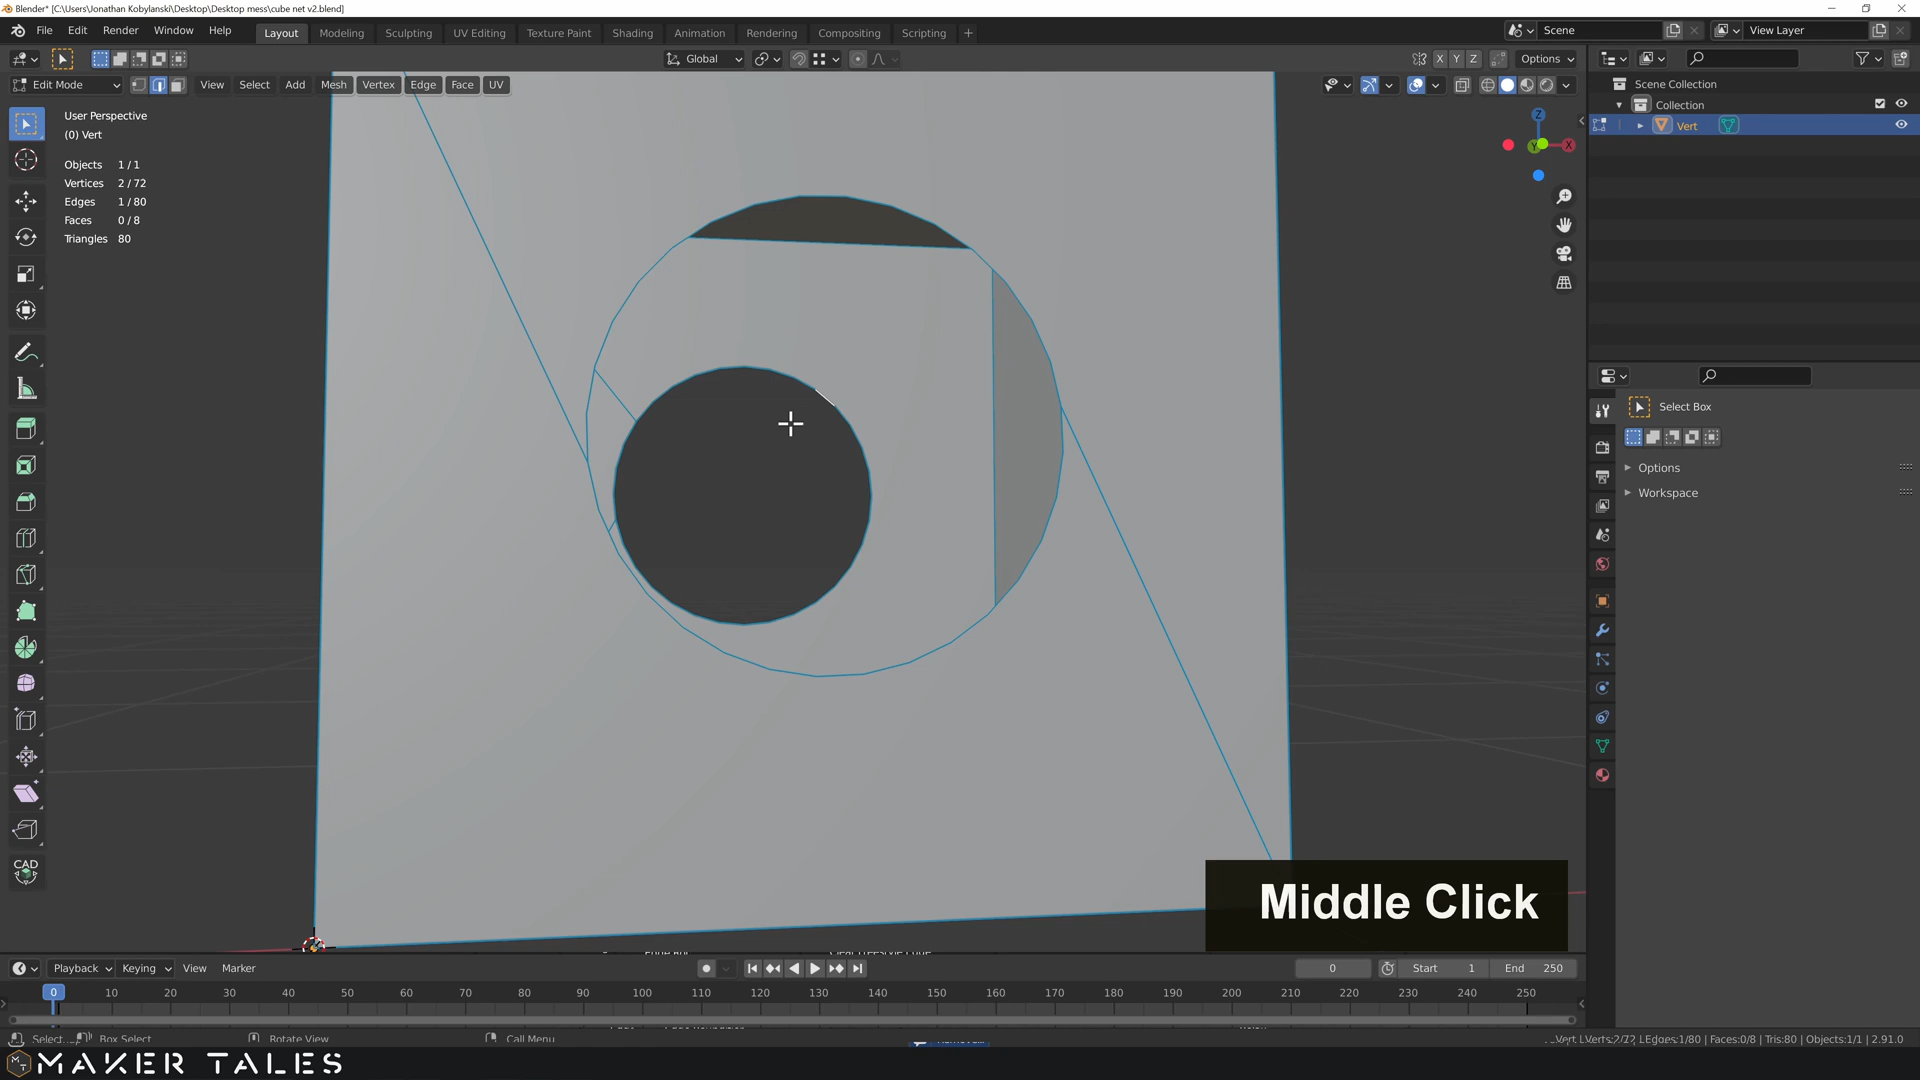 Blender* [C:\Users\Jonathan Kobylanski\Desktop\Desktop mess\cube net v2.blend]
File Edit Render Window Help Layout Modeling Sculpting UV Editing Texture Paint Shading Animation Rendering Compositing Scripting + Scene View Layer
Global X Y Z Options
Edit Mode View Select Add Mesh Vertex Edge Face UV
Scene Collection
Collection
Vert
User Perspective
(0) Vert
Objects 1 / 1
Vertices 2 / 72
Edges 1 / 80
Faces 0 / 8
Triangles 80
Z
Y
X
Select Box
Options
Workspace
CAD
Middle Click
Playback Keying View Marker 0 Start 1 End 250
0 10 20 30 40 50 60 70 80 90 100 110 120 130 140 150 160 170 180 190 200 210 220 230 240 250
Select Box Select Rotate View Call Menu
Faces:0/8 | Tris:80 | Objects:1/1 | 2.91.0
MAKER TALES